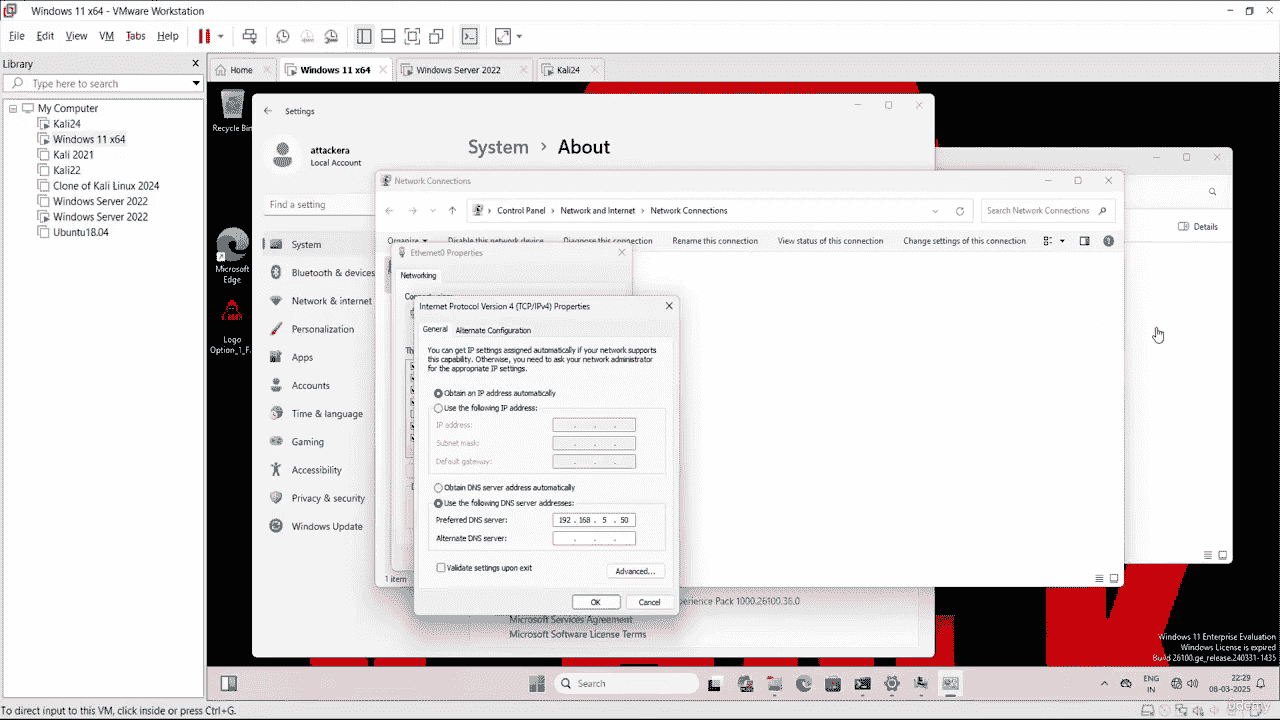 Windows 11 x64 - VMware Workstation
File Edit View VM Tabs Help
Library
Type here to search
My Computer
Kali24
Windows 11 x64
Kali 2021
Kali22
Clone of Kali Linux 2024
Windows Server 2022
Windows Server 2022
Ubuntu18.04
Home
Windows 11 x64
Windows Server 2022
Kali24
Recycle Bin
Microsoft
Edge
Logo
Settings
attackera
Local Account
Find a setting
System
Bluetooth & devices
Network & internet
Personalization
Apps
Accounts
Time & language
Gaming
Accessibility
Privacy & security
Windows Update
System > About
Details
Network Connections
Control Panel > Network and Internet > Network Connections
Search Network Connections
Organize
Disable this network device
Diagnose this connection
Rename this connection
View status of this connection
Change settings of this connection
1 item
Ethernet0 Properties
Networking
Internet Protocol Version 4 (TCP/IPv4) Properties
General
Alternate Configuration
You can get IP settings assigned automatically if your network supports
this capability. Otherwise, you need to ask your network administrator
for the appropriate IP settings.
Obtain an IP address automatically
Use the following IP address:
IP address:
Subnet mask:
Default gateway:
Obtain DNS server address automatically
Use the following DNS server addresses:
Preferred DNS server: 192 . 168 . 5 . 50
Alternate DNS server:
Validate settings upon exit
Advanced...
OK
Cancel
Pack 1000.26100.36.0
Microsoft Services Agreement
Microsoft Software License Terms
Windows 11 Enterprise Evaluation
Windows License is expired
Build 26100.ge_release.240331-1435
Search
ENG
IN
22:29
08-03-2025
To direct input to this VM, click inside or press Ctrl+G.
udemy